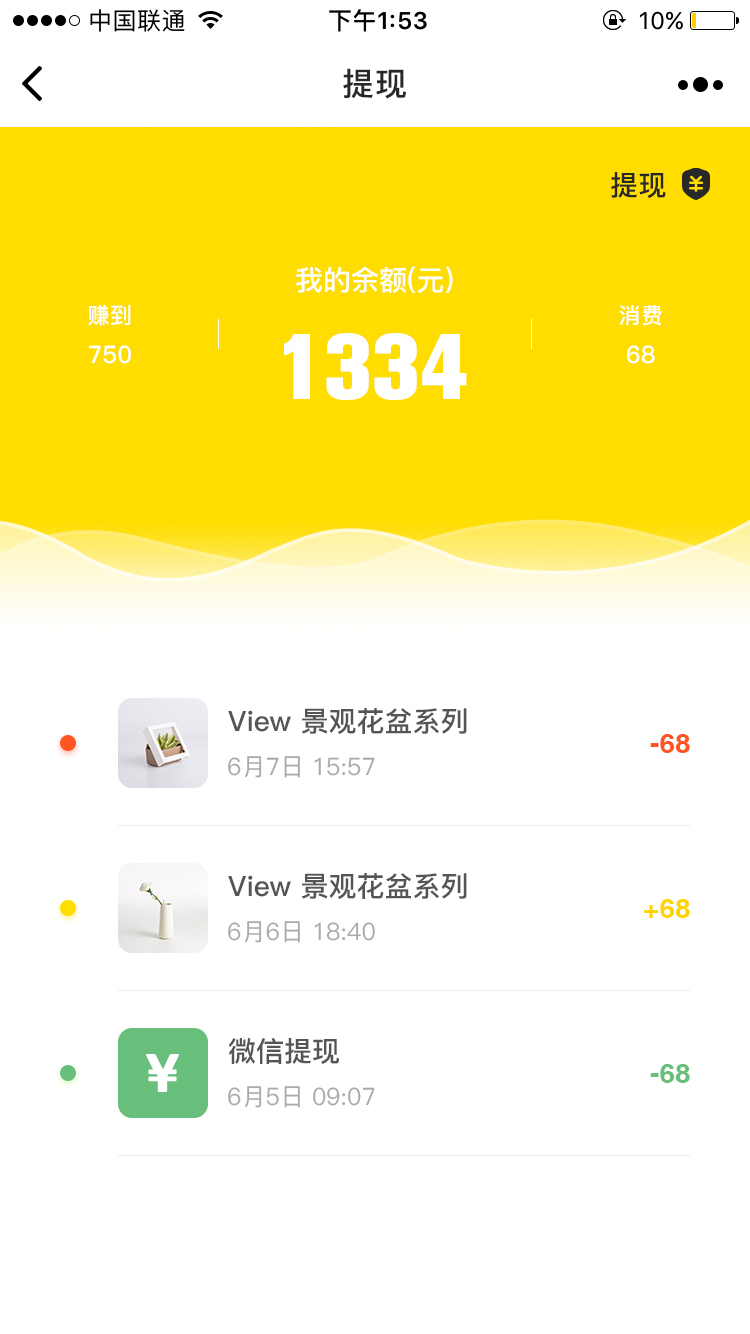 中国联通 下午1:53 10%
提现
提现
我的余额(元)
赚到
消费
750
1334
68
View 景观花盆系列
6月7日 15:57
-68
View 景观花盆系列
6月6日 18:40
+68
¥
微信提现
6月5日 09:07
-68